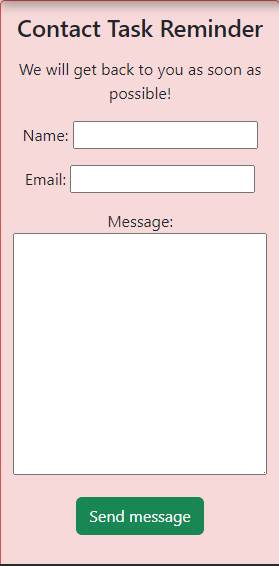 Contact Task Reminder
We will get back to you as soon as
possible!
Name:
Email:
Message:
Send message